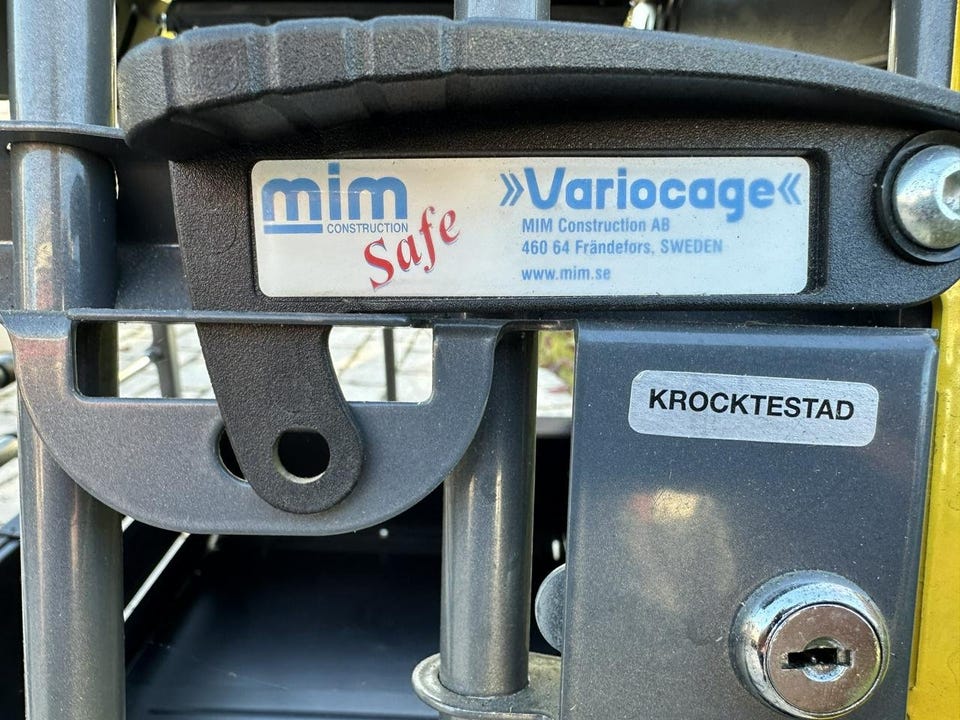 mim
CONSTRUCTION
Safe
»Variocage«
MIM Construction AB
460 64 Frändefors, SWEDEN
www.mim.se
KROCKTESTAD